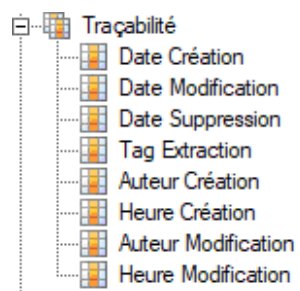 Traçabilité
Date Création
Date Modification
Date Suppression
Tag Extraction
Auteur Création
Heure Création
Auteur Modification
Heure Modification